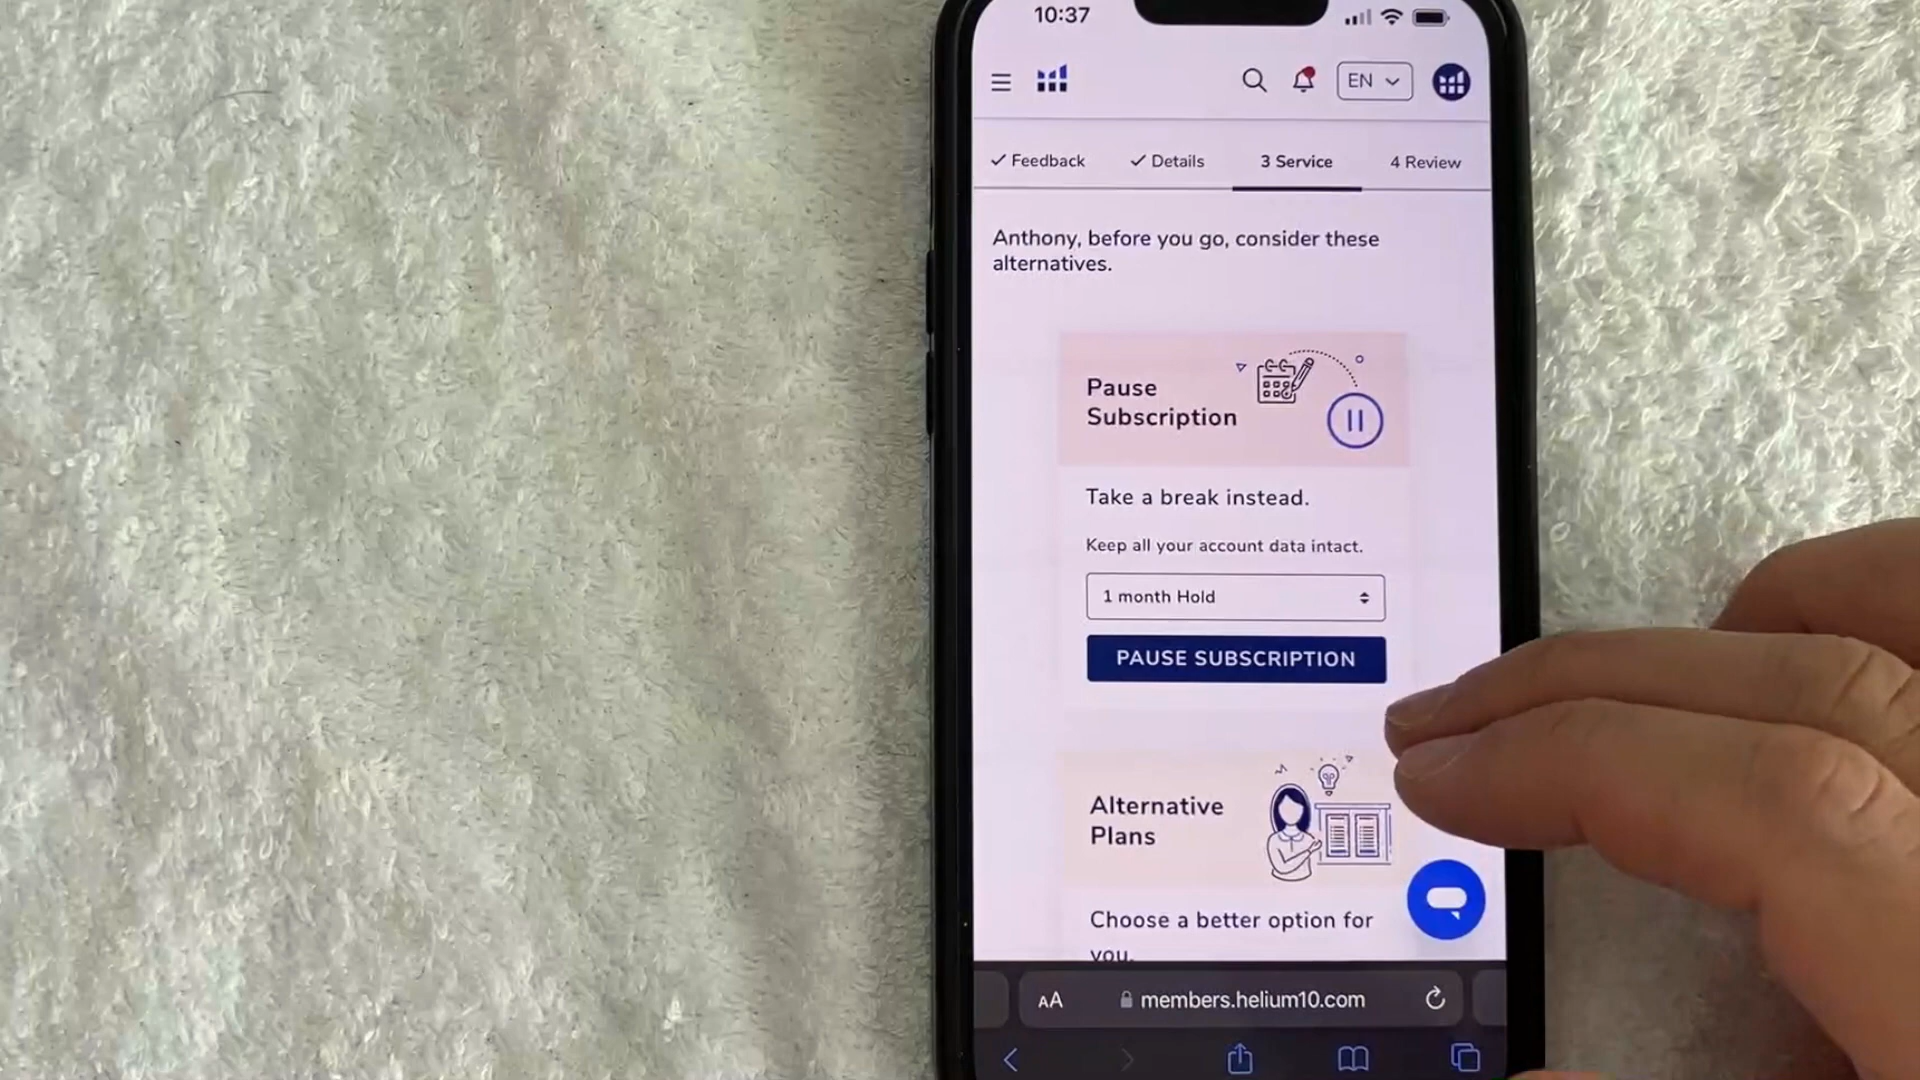 10:37
EN
Feedback
Details
3 Service
4 Review
Anthony, before you go, consider these
alternatives.
Pause
Subscription
Take a break instead.
Keep all your account data intact.
1 month Hold
PAUSE SUBSCRIPTION
Alternative
Plans
Choose a better option for
you.
AA
members.helium10.com